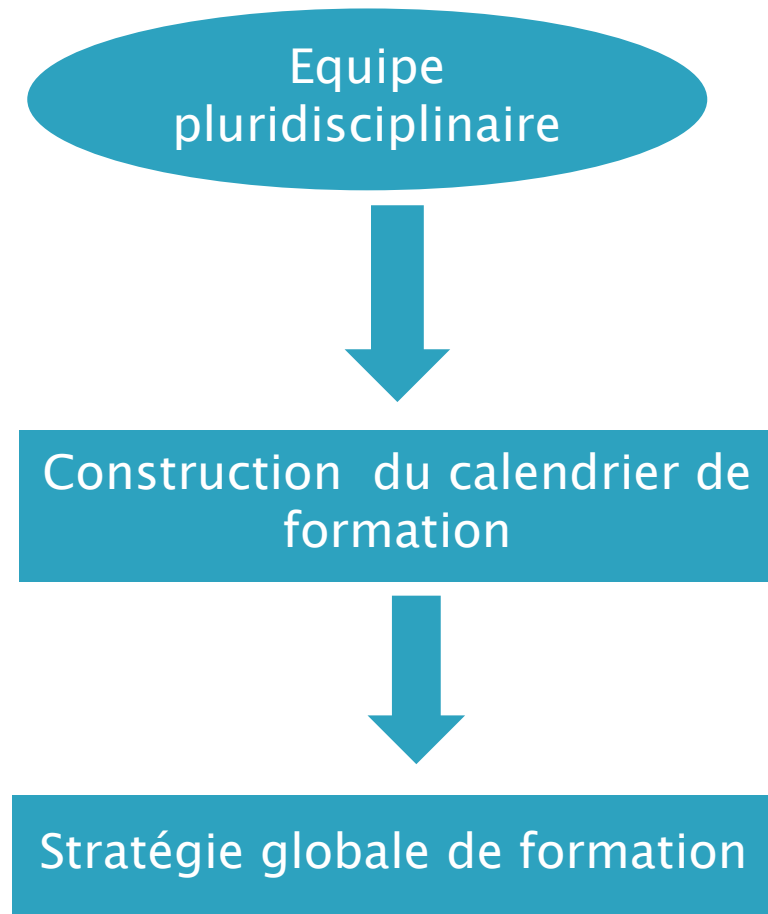 Equipe
pluridisciplinaire
Construction  du calendrier de
formation
Stratégie globale de formation